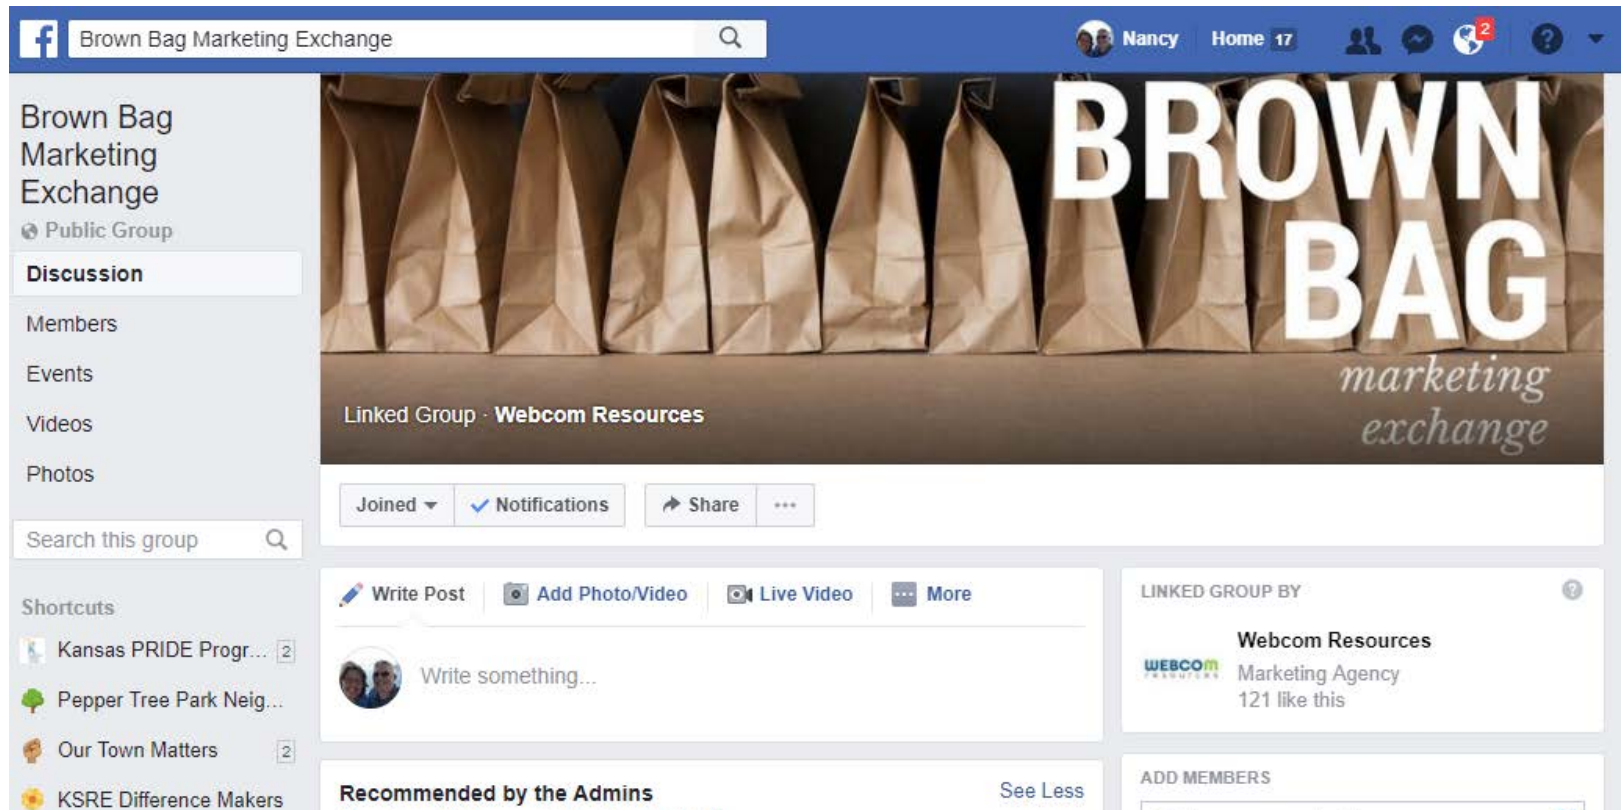 Brown Bag Marketing Exchange
Nancy
Home 17
2
?
Brown Bag
Marketing
Exchange
Public Group
Discussion
Members
Events
Videos
Photos
Search this group
Shortcuts
Kansas PRIDE Progr... 2
Pepper Tree Park Neig...
Our Town Matters 2
KSRE Difference Makers
BROWN
BAG
marketing
exchange
Linked Group · Webcom Resources
Joined
Notifications
Share
Write Post
Add Photo/Video
Live Video
More
Write something...
Recommended by the Admins
See Less
LINKED GROUP BY
?
WEBCOM
resources
Webcom Resources
Marketing Agency
121 like this
ADD MEMBERS